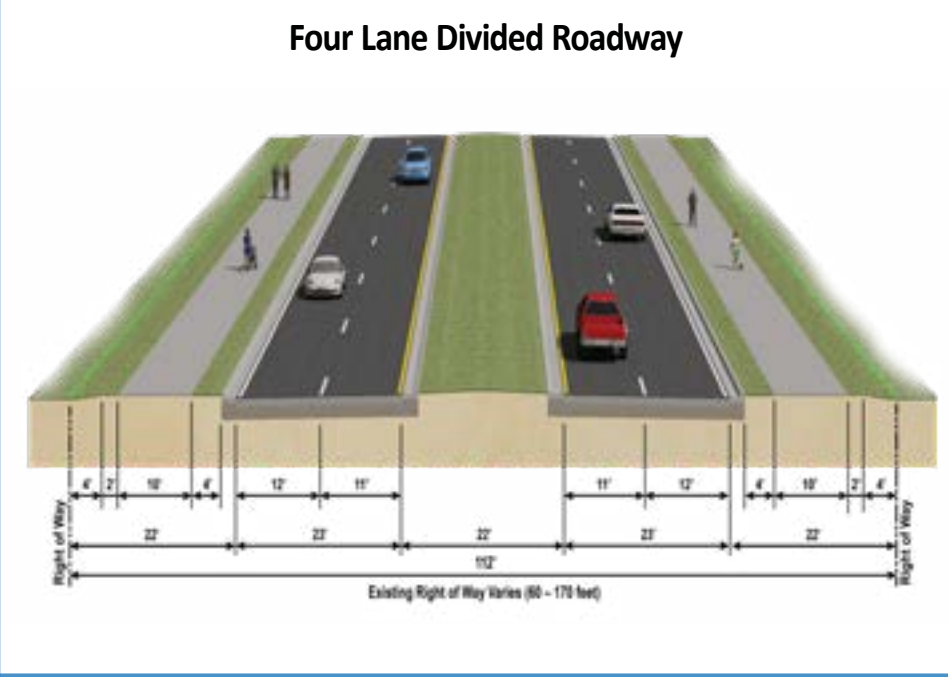 Four Lane Divided Roadway
4' 2' 10' 4' 12' 11' 11' 12' 4' 10' 2' 4'
22' 23' 22' 23' 22'
112'
Right of Way
Right of Way
Existing Right of Way Varies (60 – 170 feet)